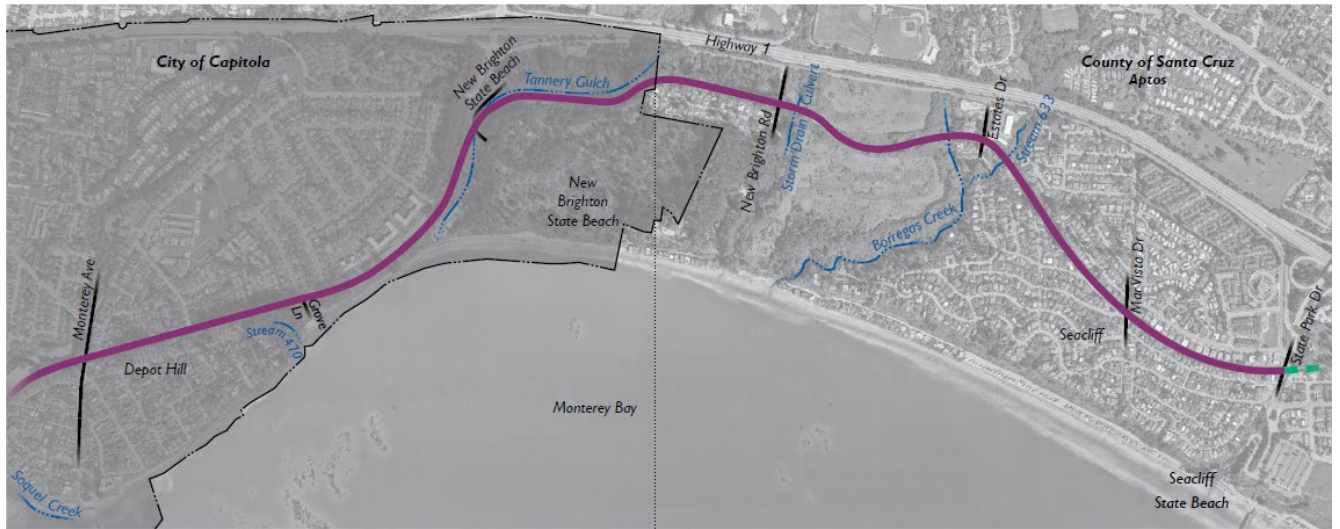 City of Capitola
New Brighton
State Beach
Tannery Gulch
Highway 1
County of Santa Cruz
Aptos
New Brighton Rd
Storm Drain Culvert
Estates Dr
Stream 633
New
Brighton
State Beach
Borregas Creek
Monterey Ave
Grove
Ln
Stream 470
Depot Hill
Mar Vista Dr
Seacliff
State Park Dr
Monterey Bay
Soquel Creek
Seacliff
State Beach